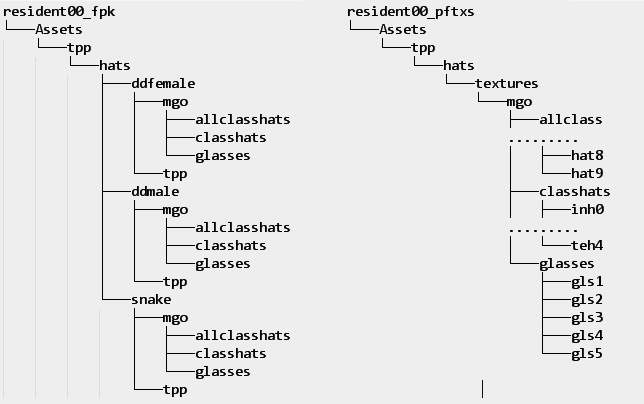 resident00_fpk
Assets
tpp
hats
ddfemale
mgo
allclasshats
classhats
glasses
tpp
ddmale
mgo
allclasshats
classhats
glasses
tpp
snake
mgo
allclasshats
classhats
glasses
tpp
resident00_pftxs
Assets
tpp
hats
textures
mgo
allclass
.........
hat8
hat9
classhats
inh0
.........
teh4
glasses
gls1
gls2
gls3
gls4
gls5